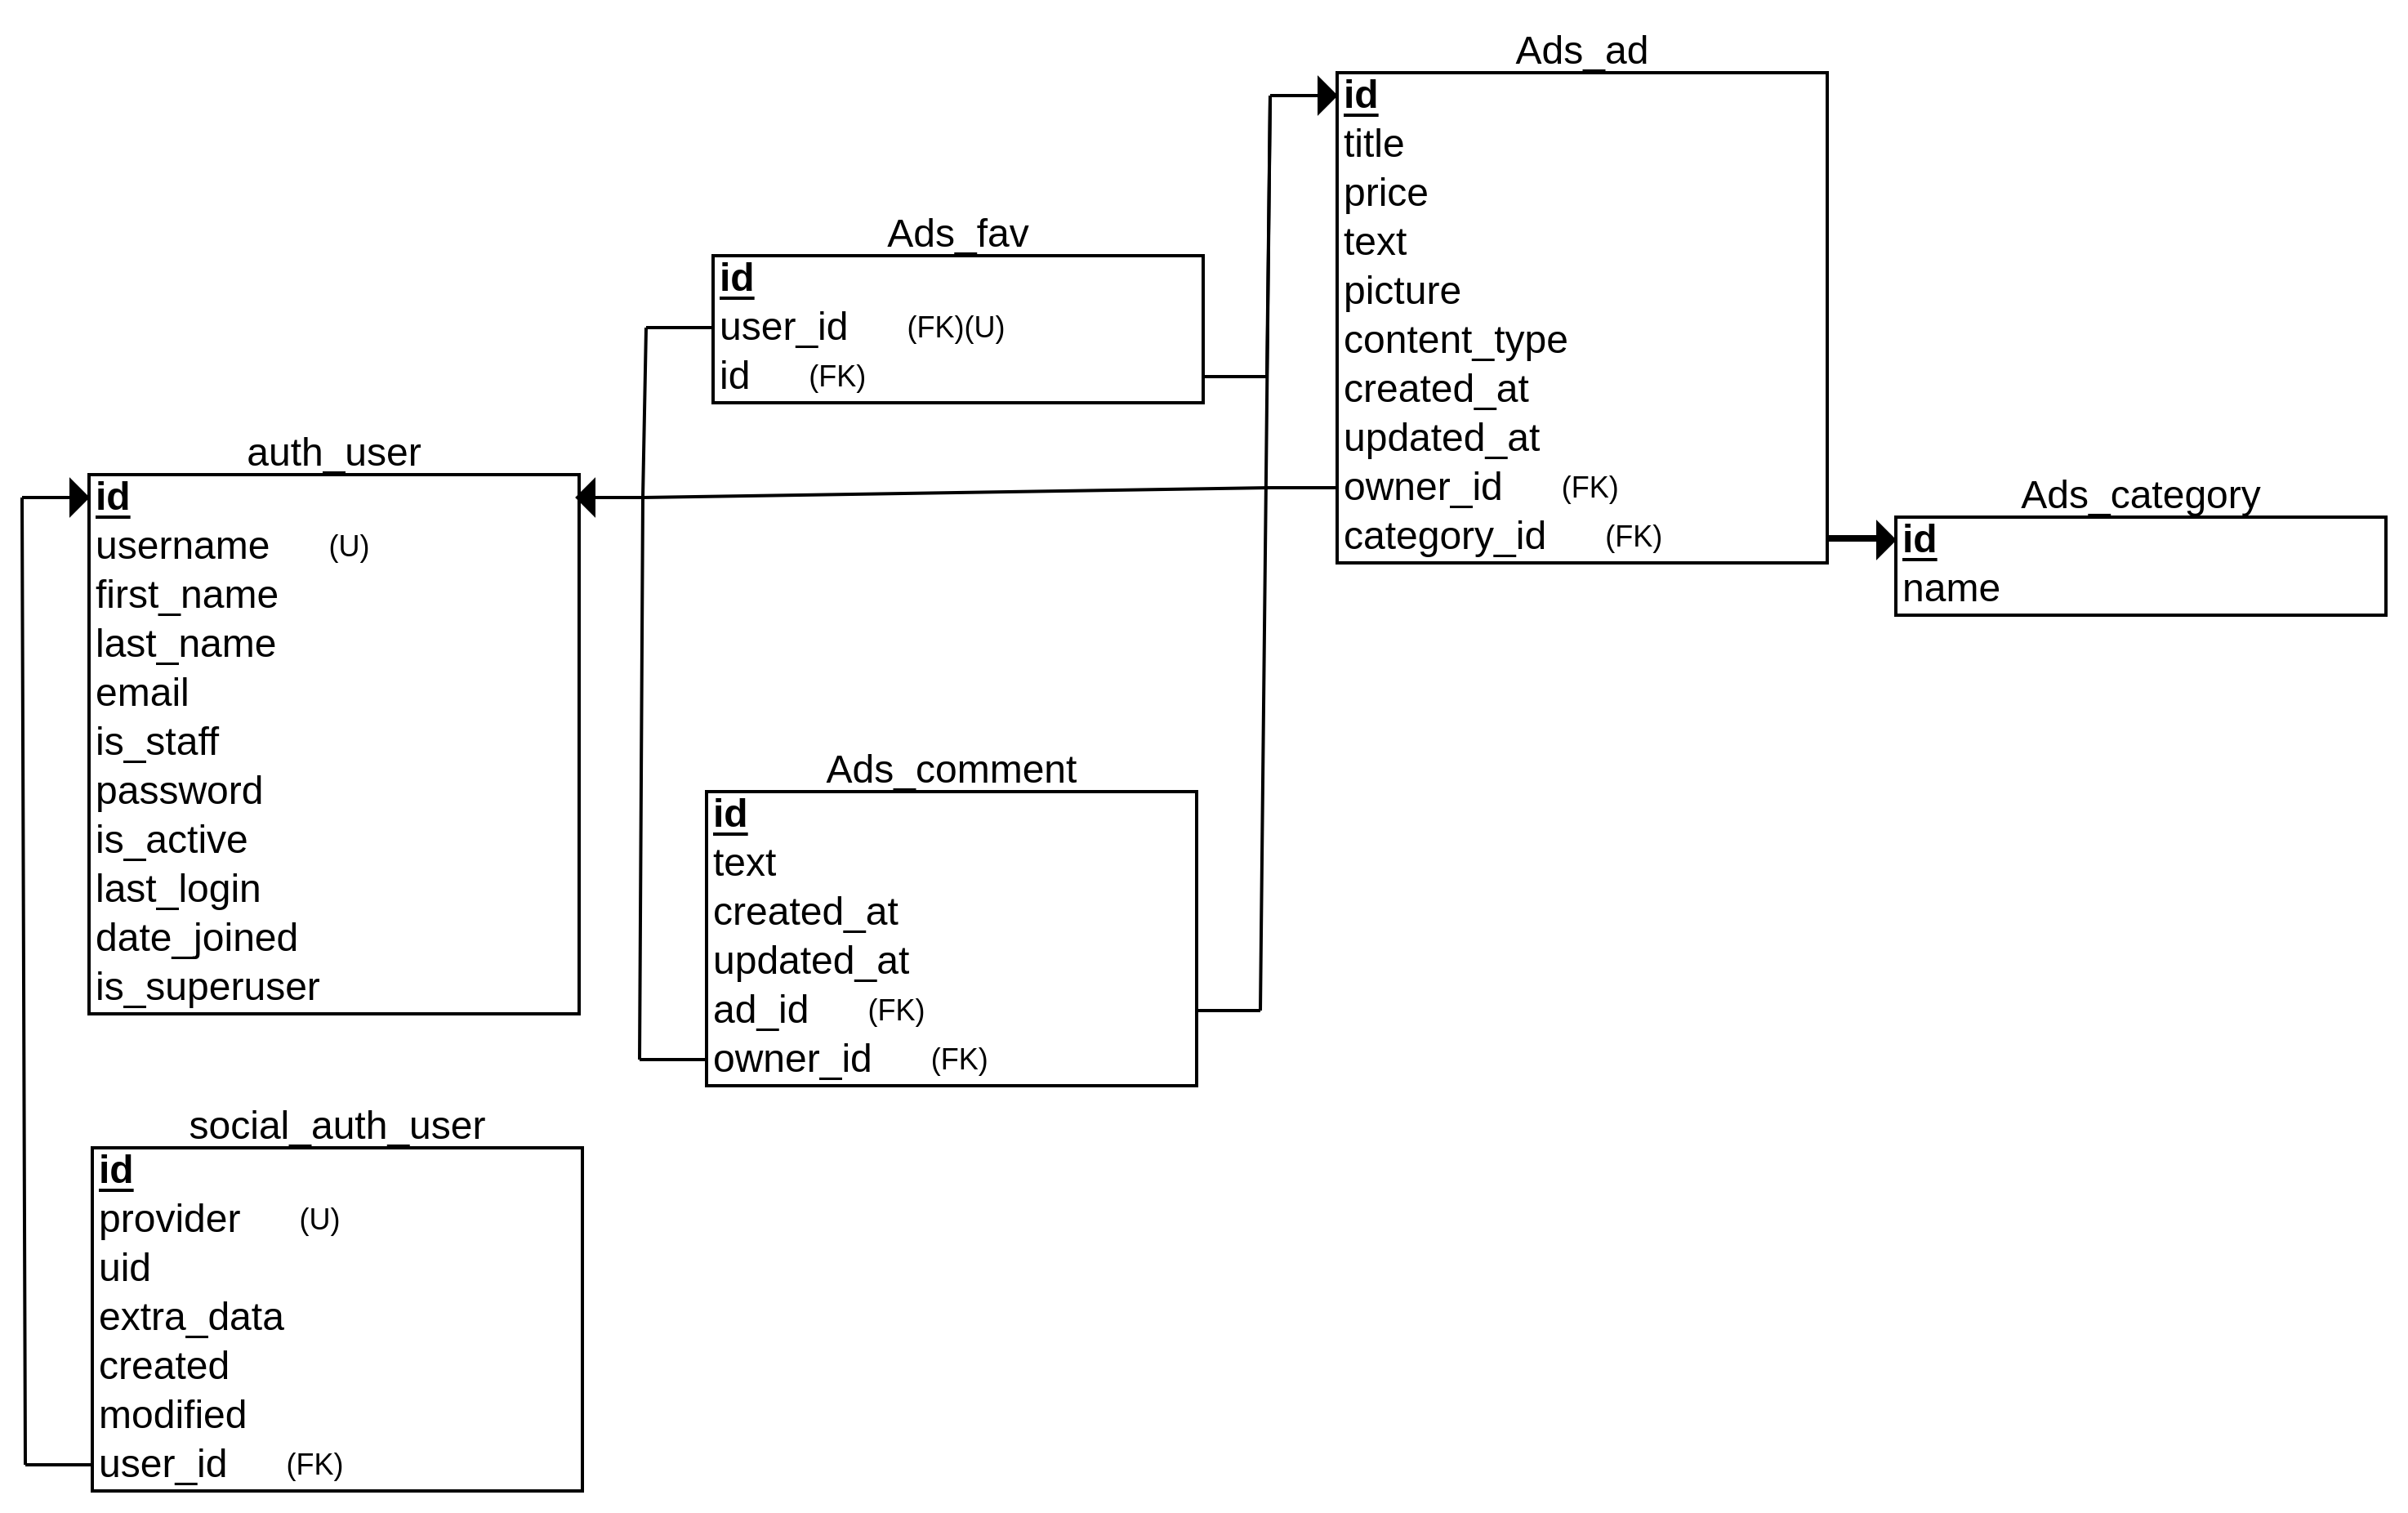 Ads_ad
id
title
price
text
picture
content_type
created_at
updated_at
owner_id (FK)
category_id (FK)
Ads_fav
id
user_id (FK)(U)
id (FK)
auth_user
id
username (U)
first_name
last_name
email
is_staff
password
is_active
last_login
date_joined
is_superuser
Ads_category
id
name
Ads_comment
id
text
created_at
updated_at
ad_id (FK)
owner_id (FK)
social_auth_user
id
provider (U)
uid
extra_data
created
modified
user_id (FK)